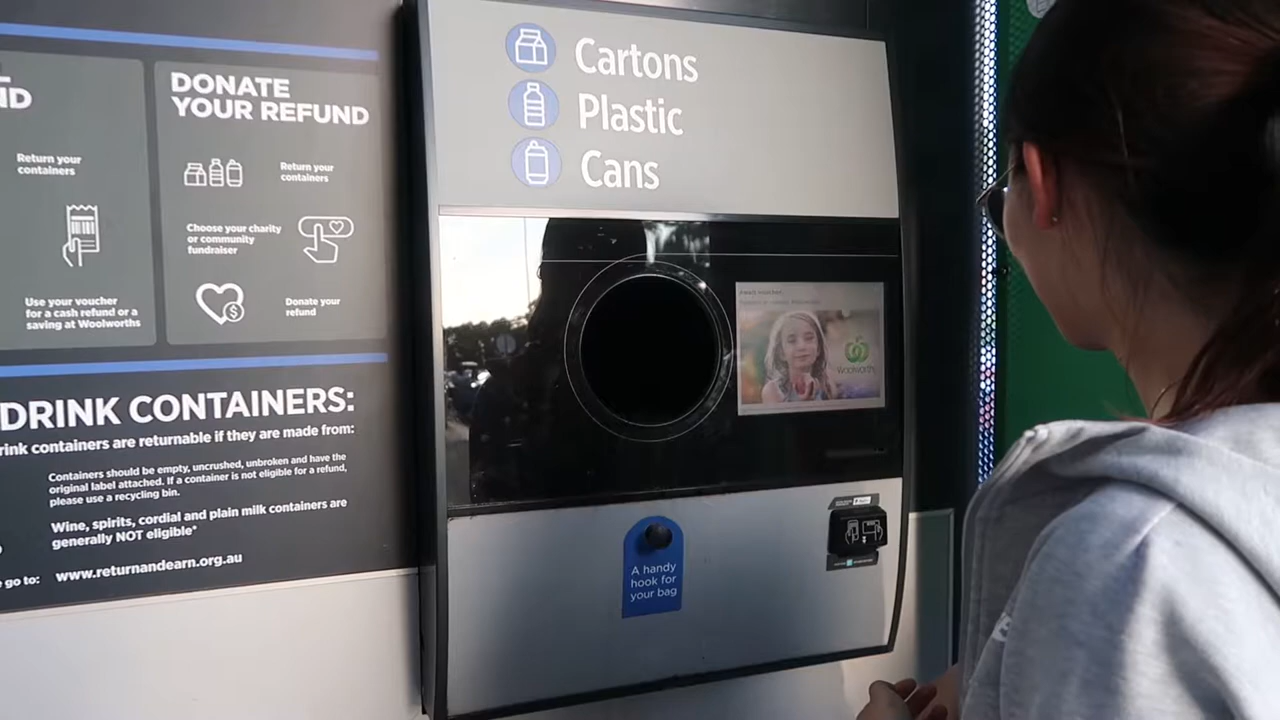 ND
Return your
containers
Use your voucher
for a cash refund or a
saving at Woolworths
DONATE
YOUR REFUND
Return your
containers
Choose your charity
or community
fundraiser
Donate your
refund
DRINK CONTAINERS:
rink containers are returnable if they are made from:
Containers should be empty, uncrushed, unbroken and have the
original label attached. If a container is not eligible for a refund,
please use a recycling bin.
Wine, spirits, cordial and plain milk containers are
generally NOT eligible*
go to: www.returnandearn.org.au
Cartons
Plastic
Cans
Woolworths
A handy
hook for
your bag